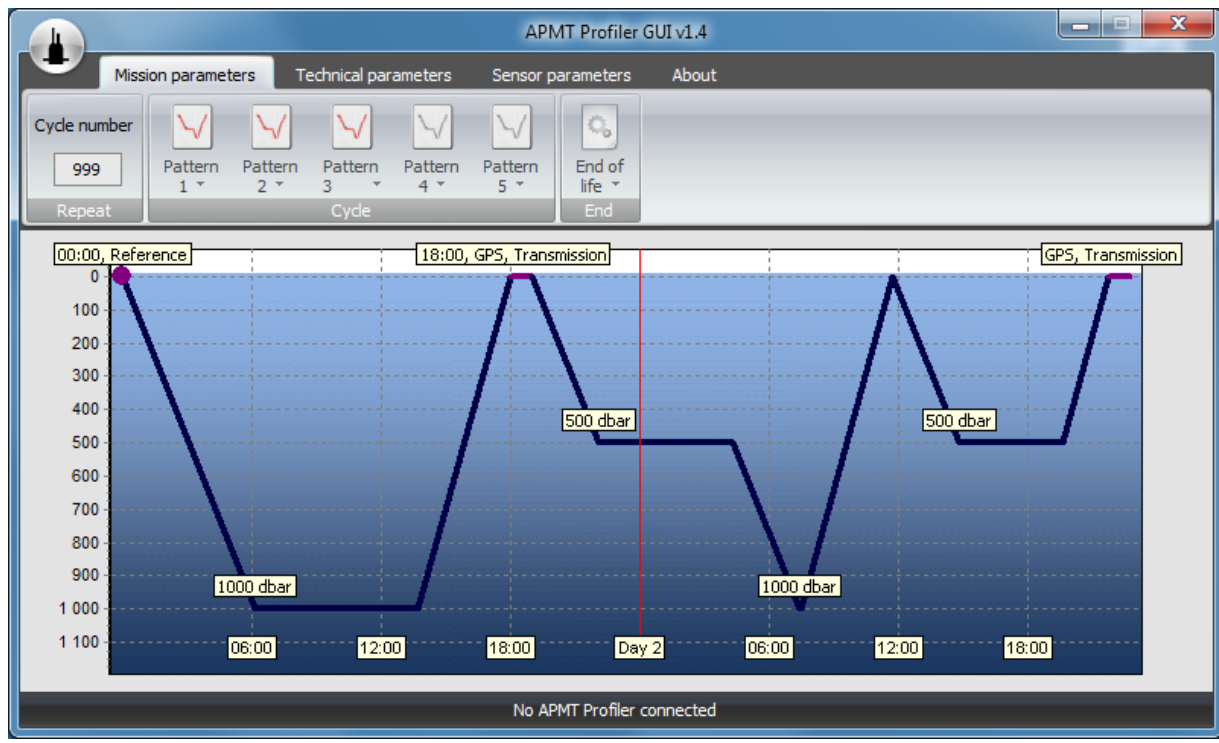 APMT Profiler GUI v1.4
Mission parameters Technical parameters Sensor parameters About
Cycle number
999
Repeat
Pattern 1
Pattern 2
Pattern 3
Pattern 4
Pattern 5
Cycle
End of life
End
00:00, Reference
18:00, GPS, Transmission
GPS, Transmission
0
100
200
300
400
500
600
700
800
900
1 000
1 100
500 dbar
500 dbar
1000 dbar
1000 dbar
06:00 12:00 18:00 Day 2 06:00 12:00 18:00
No APMT Profiler connected